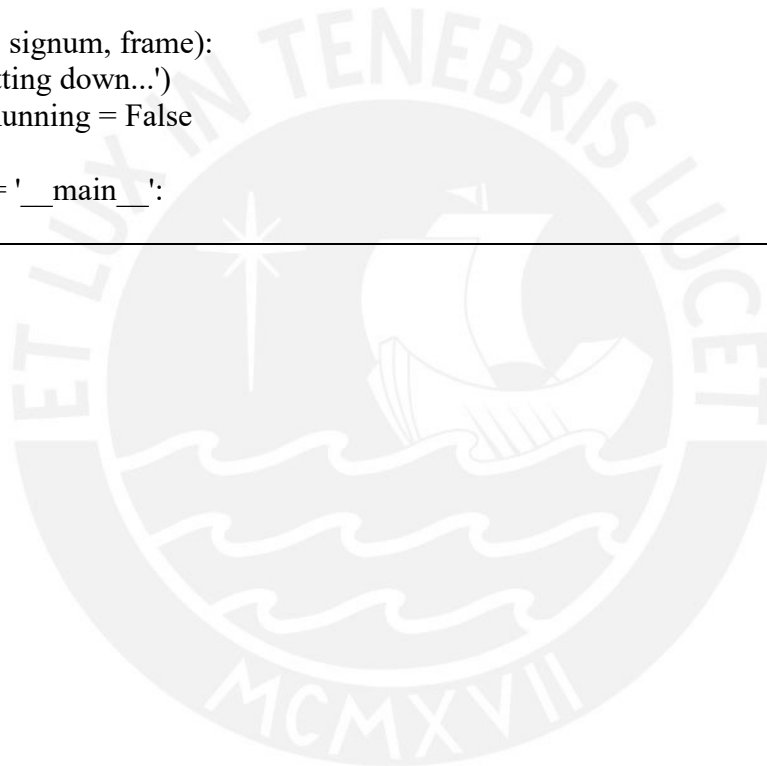 signum, frame):
ting down...')
unning = False
= '__main__':
ET LUX IN TENEBRIS LUCET
MCMXVII